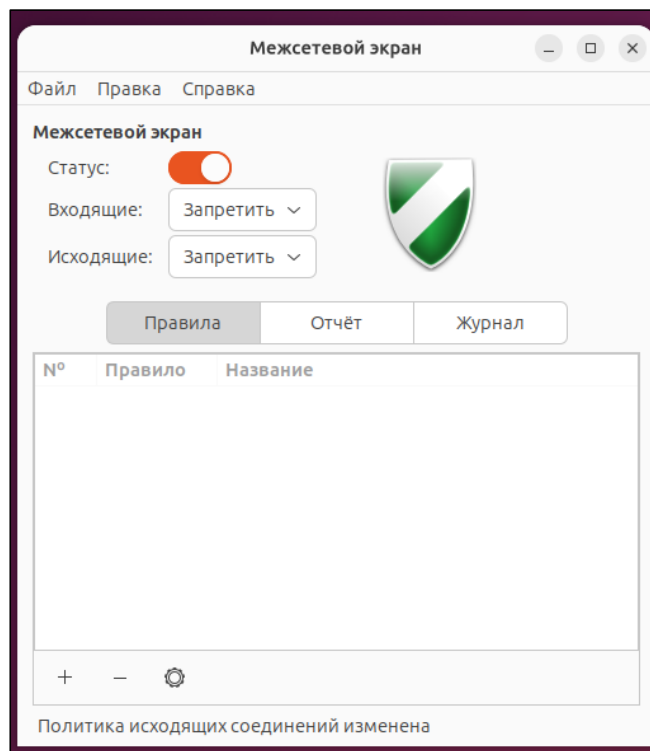 Межсетевой экран
Файл Правка Справка
Межсетевой экран
Статус:
Входящие: Запретить
Исходящие: Запретить
Правила Отчёт Журнал
Nº Правило Название
Политика исходящих соединений изменена